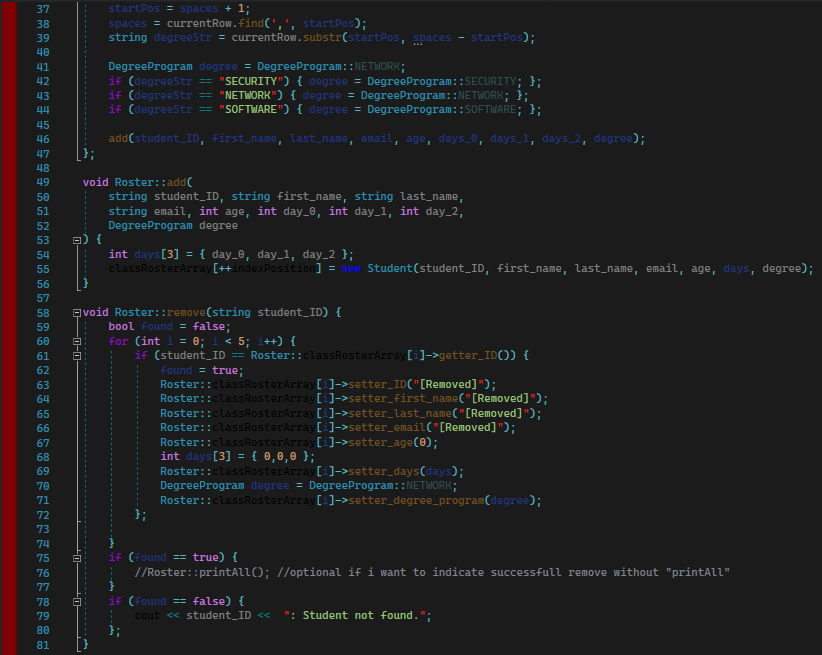 37 startPos = spaces + 1;
38 spaces = currentRow.find(',', startPos);
39 string degreeStr = currentRow.substr(startPos, spaces - startPos);
40
41 DegreeProgram degree = DegreeProgram::NETWORK;
42 if (degreeStr == "SECURITY") { degree = DegreeProgram::SECURITY; };
43 if (degreeStr == "NETWORK") { degree = DegreeProgram::NETWORK; };
44 if (degreeStr == "SOFTWARE") { degree = DegreeProgram::SOFTWARE; };
45
46 add(student_ID, first_name, last_name, email, age, days_0, days_1, days_2, degree);
47 };
48
49 void Roster::add(
50 string student_ID, string first_name, string last_name,
51 string email, int age, int day_0, int day_1, int day_2,
52 DegreeProgram degree
53 ) {
54 int days[3] = { day_0, day_1, day_2 };
55 classRosterArray[++indexPosition] = new Student(student_ID, first_name, last_name, email, age, days, degree);
56 }
57
58 void Roster::remove(string student_ID) {
59 bool found = false;
60 for (int i = 0; i < 5; i++) {
61 if (student_ID == Roster::classRosterArray[i]->getter_ID()) {
62 found = true;
63 Roster::classRosterArray[i]->setter_ID("[Removed]");
64 Roster::classRosterArray[i]->setter_first_name("[Removed]");
65 Roster::classRosterArray[i]->setter_last_name("[Removed]");
66 Roster::classRosterArray[i]->setter_email("[Removed]");
67 Roster::classRosterArray[i]->setter_age(0);
68 int days[3] = { 0,0,0 };
69 Roster::classRosterArray[i]->setter_days(days);
70 DegreeProgram degree = DegreeProgram::NETWORK;
71 Roster::classRosterArray[i]->setter_degree_program(degree);
72 };
73
74 }
75 if (found == true) {
76 //Roster::printAll(); //optional if i want to indicate successfull remove without "printAll"
77 }
78 if (found == false) {
79 cout << student_ID << ": Student not found.";
80 };
81 }